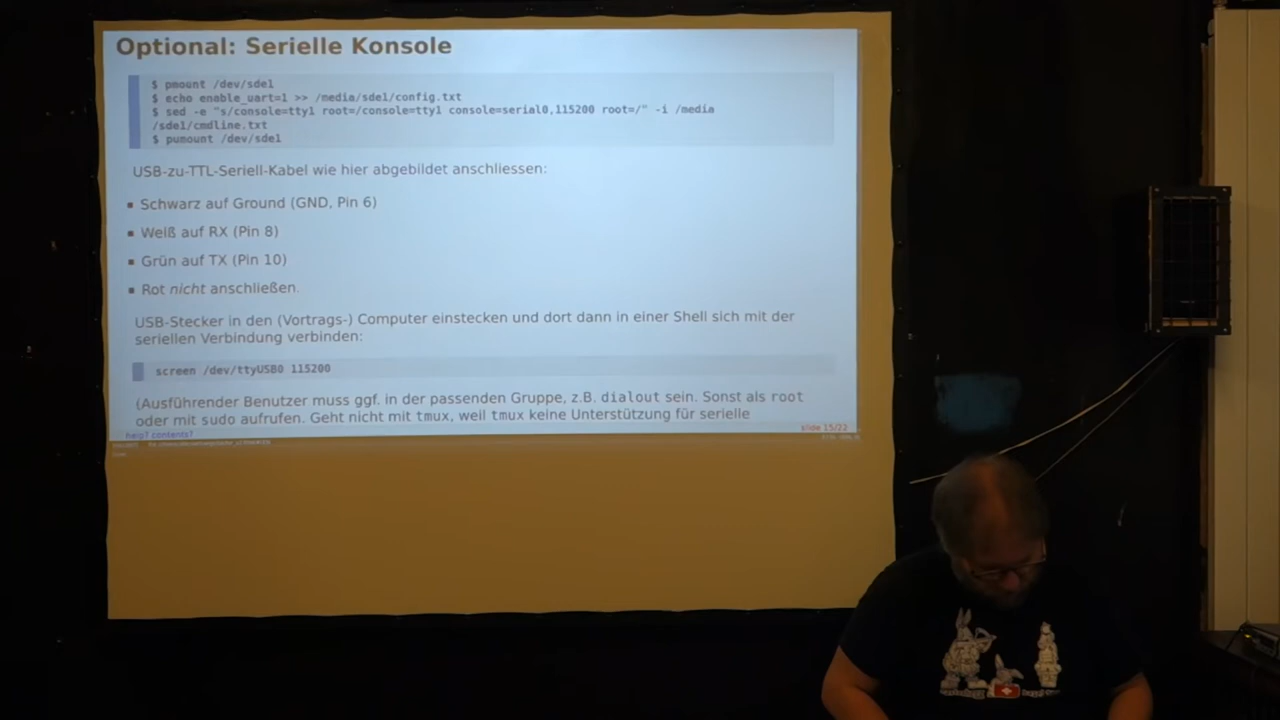 Optional: Serielle Konsole
$ pmount /dev/sde1
$ echo enable_uart=1 >> /media/sde1/config.txt
$ sed -e "s/console=tty1 root=/console=tty1 console=serial0,115200 root=/" -i /media
/sde1/cmdline.txt
$ pumount /dev/sde1
USB-zu-TTL-Seriell-Kabel wie hier abgebildet anschliessen:
▪ Schwarz auf Ground (GND, Pin 6)
▪ Weiß auf RX (Pin 8)
▪ Grün auf TX (Pin 10)
▪ Rot nicht anschließen.
USB-Stecker in den (Vortrags-) Computer einstecken und dort dann in einer Shell sich mit der
seriellen Verbindung verbinden:
screen /dev/ttyUSB0 115200
(Ausführender Benutzer muss ggf. in der passenden Gruppe, z.B. dialout sein. Sonst als root
oder mit sudo aufrufen. Geht nicht mit tmux, weil tmux keine Unterstützung für serielle
help? contents?
slide 15/22